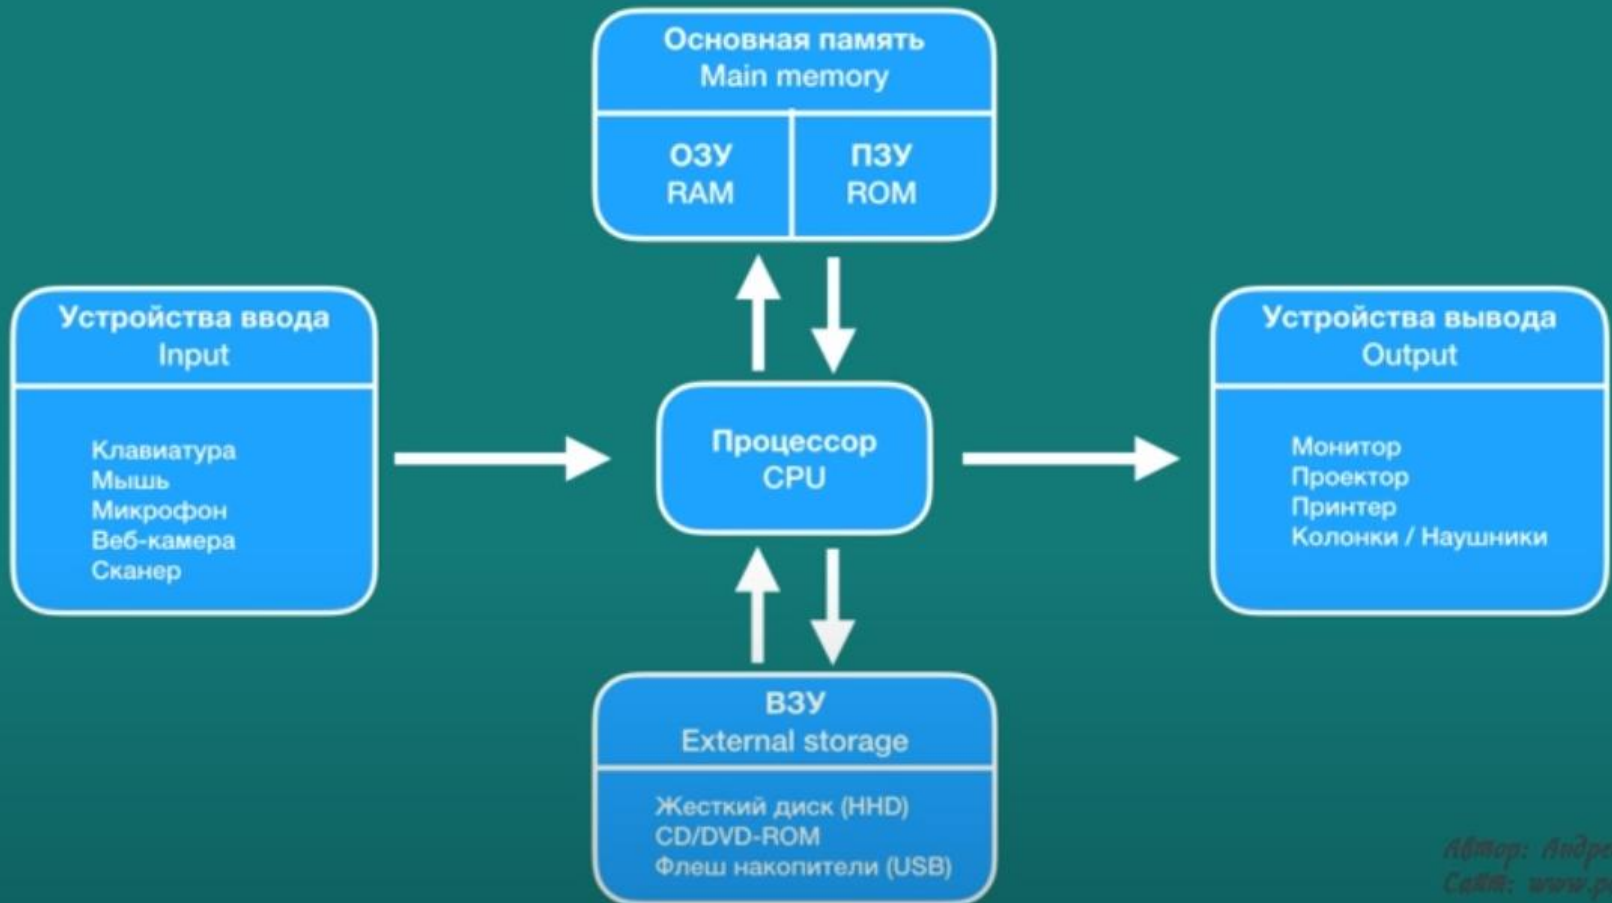 Основная память
Main memory
ОЗУ
RAM
ПЗУ
ROM
Устройства ввода
Input
Клавиатура
Мышь
Микрофон
Веб-камера
Сканер
Процессор
CPU
Устройства вывода
Output
Монитор
Проектор
Принтер
Колонки / Наушники
ВЗУ
External storage
Жесткий диск (HHD)
CD/DVD-ROM
Флеш накопители (USB)
Автор:
Сайт: